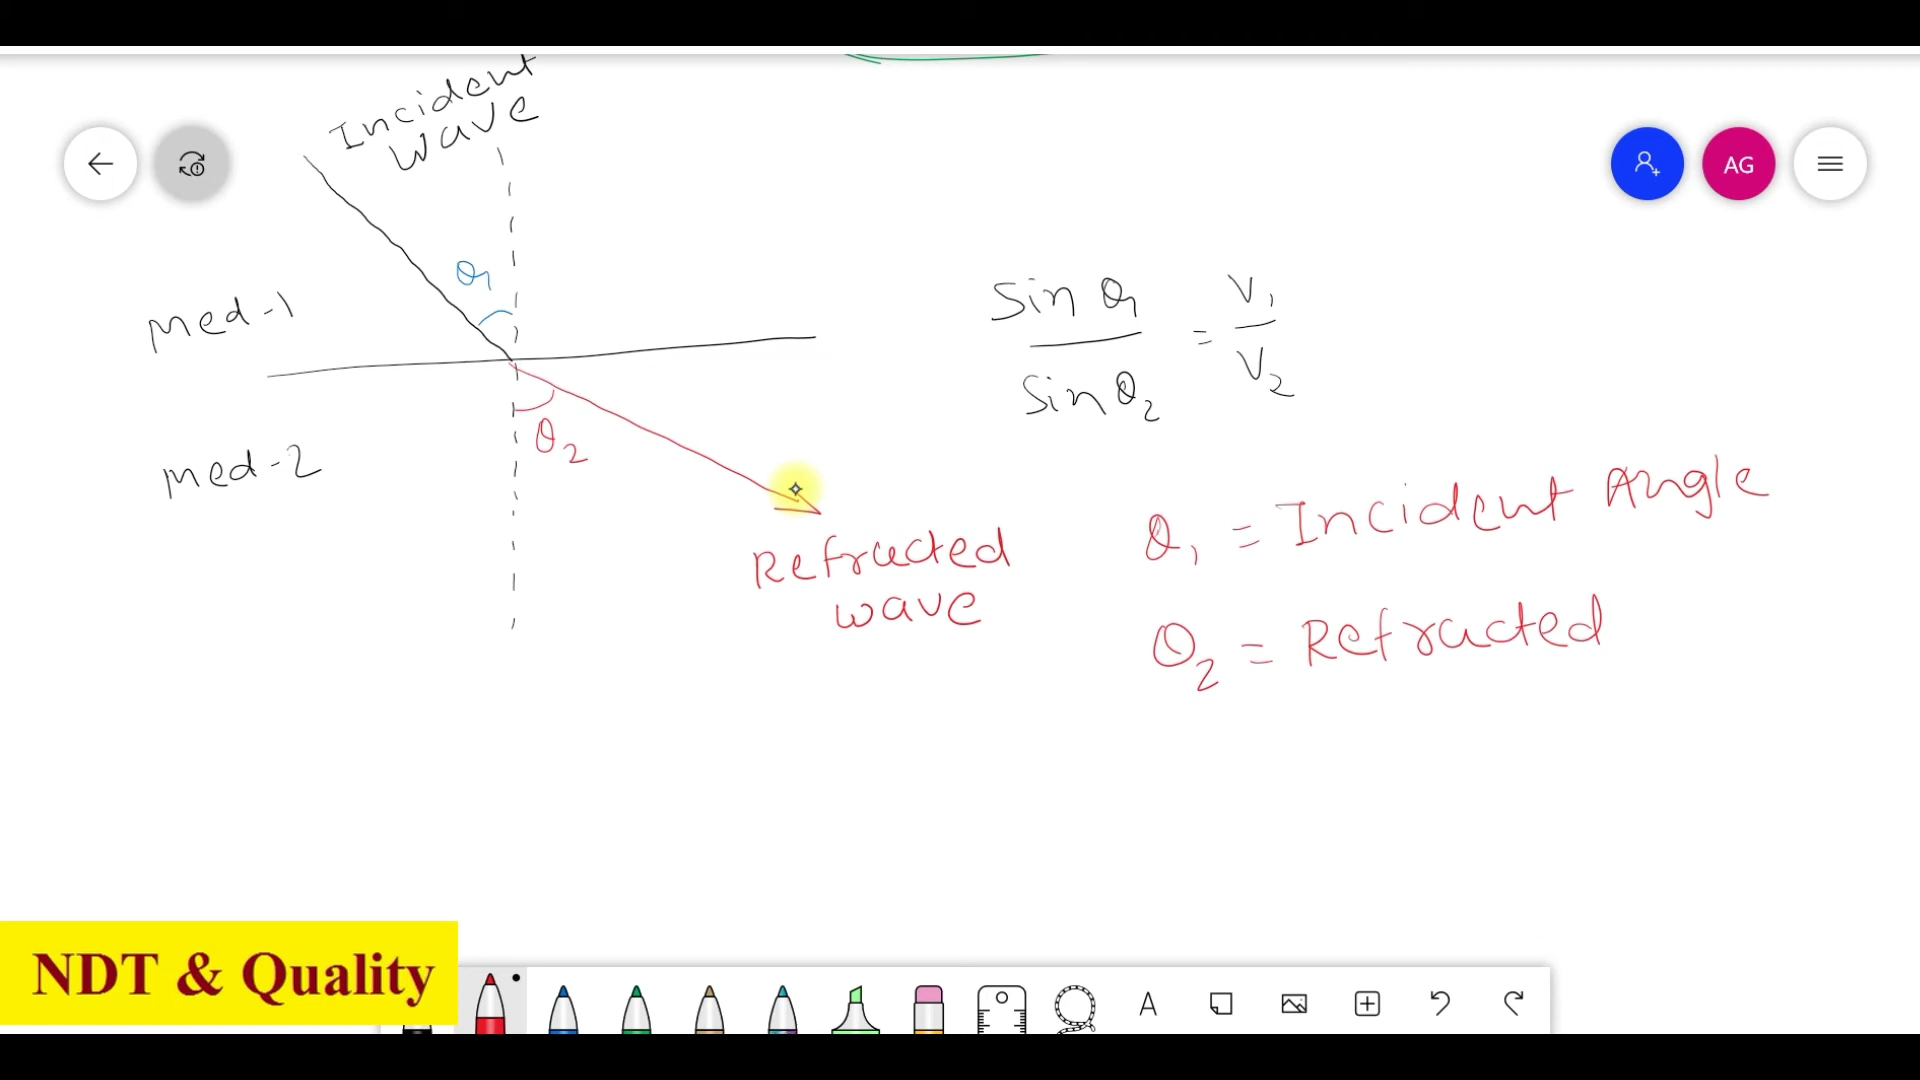 Incident
wave
θ1
Med-1
Sin θ1
Sin θ2
=
V1
V2
θ2
Med-2
Refracted
wave
θ1 = Incident Angle
θ2 = Refracted
AG
NDT & Quality
A